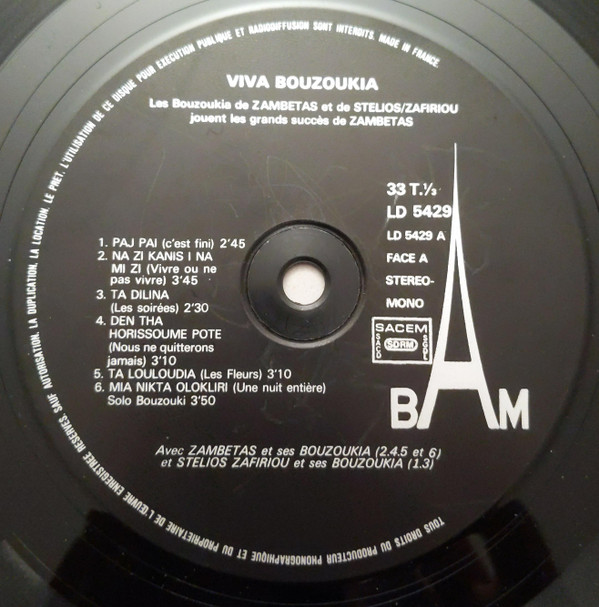 VIVA BOUZOUKIA
Les Bouzoukia de ZAMBETAS et de STELIOS/ZAFIRIOU
jouent les grands succès de ZAMBETAS
33 T.⅓
LD 5429
LD 5429 A
FACE A
STEREO-
MONO
SACEM
SACD
SDRM
SGDL
BAM
1. PAJ PAI (c'est fini) 2'45
2. NA ZI KANIS I NA
MI ZI (Vivre ou ne
pas vivre) 3'45
3. TA DILINA
(Les soirées) 2'30
4. DEN THA
HORISSOUME POTE
(Nous ne quitterons
jamais) 3'10
5. TA LOULOUDIA (Les Fleurs) 3'10
6. MIA NIKTA OLOKLIRI (Une nuit entière)
Solo Bouzouki 3'50
Avec ZAMBETAS et ses BOUZOUKIA (2.4.5 et 6)
et STELIOS ZAFIRIOU et ses BOUZOUKIA (1.3)
TOUS DROITS DU PRODUCTEUR PHONOGRAPHIQUE ET DU PROPRIETAIRE DE L'ŒUVRE ENREGISTREE RESERVES. SAUF AUTORISATION, LA DUPLICATION, LA LOCATION, LE PRET, L'UTILISATION DE CE DISQUE POUR EXECUTION PUBLIQUE ET RADIODIFFUSION SONT INTERDITS. MADE IN FRANCE.